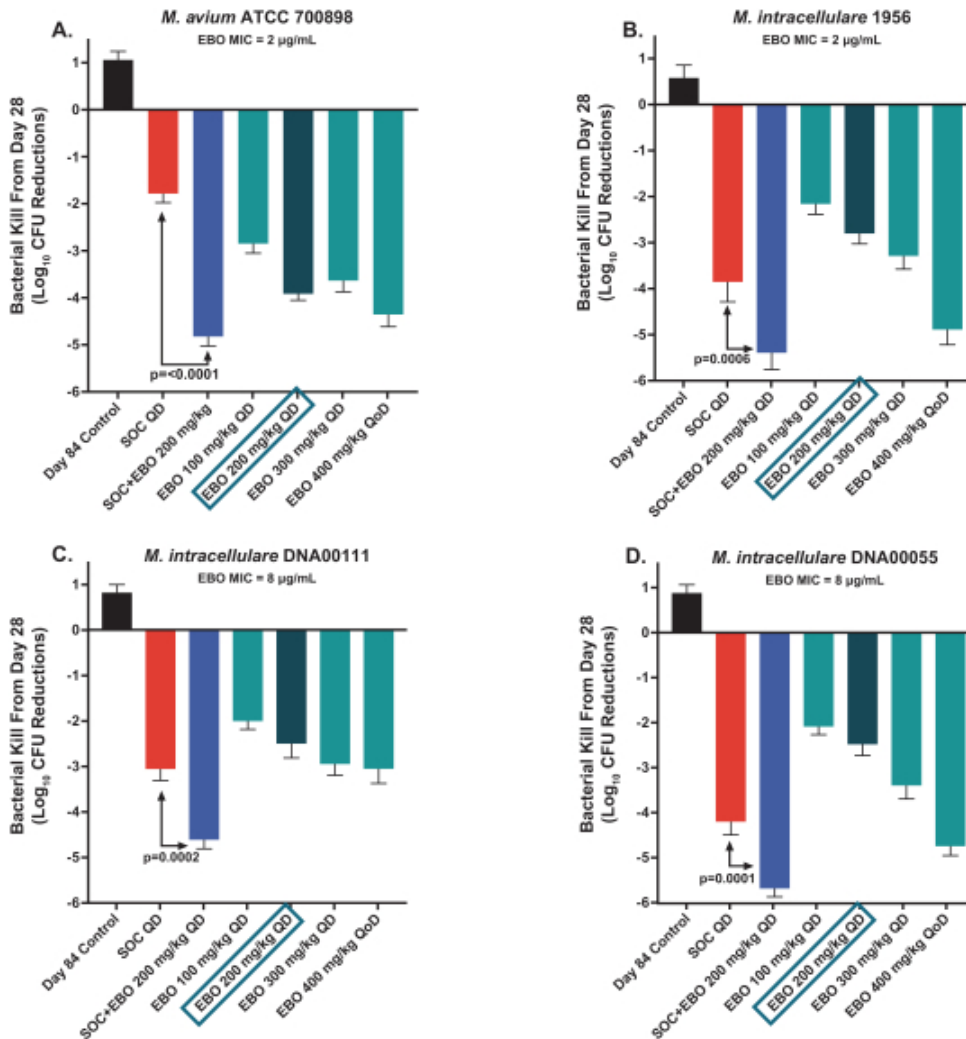 A.
M. avium ATCC 700898
EBO MIC = 2 µg/mL
Bacterial Kill From Day 28
(Log10 CFU Reductions)
1
0
-1
-2
-3
-4
-5
-6
p=<0.0001
Day 84 Control
SOC QD
SOC+EBO 200 mg/kg
EBO 100 mg/kg QD
EBO 200 mg/kg QD
EBO 300 mg/kg QD
EBO 400 mg/kg QoD
B.
M. intracellulare 1956
EBO MIC = 2 µg/mL
Bacterial Kill From Day 28
(Log10 CFU Reductions)
1
0
-1
-2
-3
-4
-5
-6
p=0.0006
Day 84 Control
SOC QD
SOC+EBO 200 mg/kg QD
EBO 100 mg/kg QD
EBO 200 mg/kg QD
EBO 300 mg/kg QD
EBO 400 mg/kg QoD
C.
M. intracellulare DNA00111
EBO MIC = 8 µg/mL
Bacterial Kill From Day 28
(Log10 CFU Reductions)
1
0
-1
-2
-3
-4
-5
-6
p=0.0002
Day 84 Control
SOC QD
SOC+EBO 200 mg/kg QD
EBO 100 mg/kg QD
EBO 200 mg/kg QD
EBO 300 mg/kg QD
EBO 400 mg/kg QoD
D.
M. intracellulare DNA00055
EBO MIC = 8 µg/mL
Bacterial Kill From Day 28
(Log10 CFU Reductions)
1
0
-1
-2
-3
-4
-5
-6
p=0.0001
Day 84 Control
SOC QD
SOC+EBO 200 mg/kg QD
EBO 100 mg/kg QD
EBO 200 mg/kg QD
EBO 300 mg/kg QD
EBO 400 mg/kg QoD